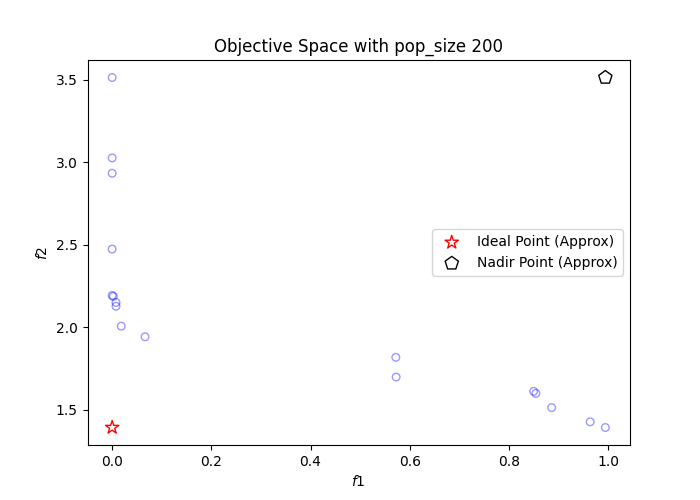 Objective Space with pop_size 200
3.5
3.0
2.5
2.0
1.5
f2
Ideal Point (Approx)
Nadir Point (Approx)
0.0 0.2 0.4 0.6 0.8 1.0
f1